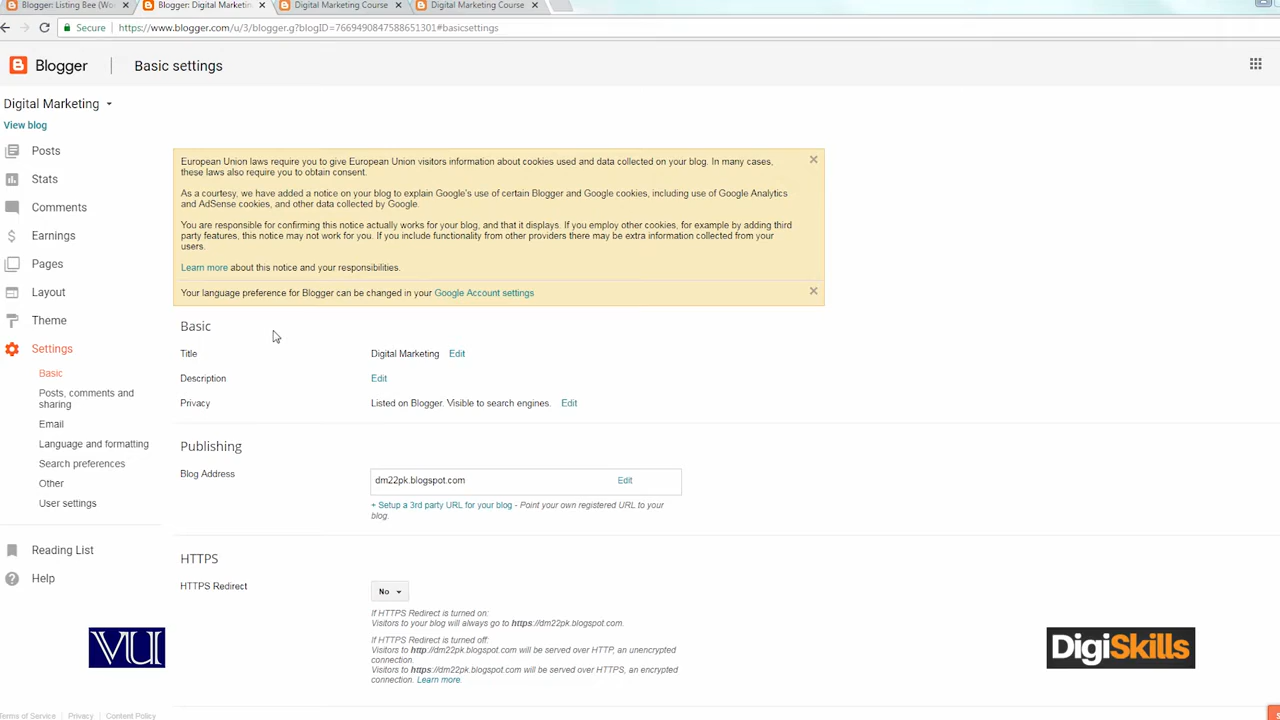 Blogger: Listing Bee (Wo
Blogger: Digital Marketin
Digital Marketing Course
Digital Marketing Course
Secure
https://www.blogger.com/u/3/blogger.g?blogID=7669490847588651301#basicsettings
Blogger
Basic settings
Digital Marketing
View blog
Posts
Stats
Comments
Earnings
Pages
Layout
Theme
Settings
Basic
Posts, comments and
sharing
Email
Language and formatting
Search preferences
Other
User settings
Reading List
Help
European Union laws require you to give European Union visitors information about cookies used and data collected on your blog. In many cases,
these laws also require you to obtain consent.
As a courtesy, we have added a notice on your blog to explain Google's use of certain Blogger and Google cookies, including use of Google Analytics
and AdSense cookies, and other data collected by Google.
You are responsible for confirming this notice actually works for your blog, and that it displays. If you employ other cookies, for example by adding third
party features, this notice may not work for you. If you include functionality from other providers there may be extra information collected from your
users.
Learn more about this notice and your responsibilities.
Your language preference for Blogger can be changed in your Google Account settings
Basic
Title Digital Marketing Edit
Description Edit
Privacy Listed on Blogger. Visible to search engines. Edit
Publishing
Blog Address dm22pk.blogspot.com Edit
+ Setup a 3rd party URL for your blog - Point your own registered URL to your
blog.
HTTPS
HTTPS Redirect No
If HTTPS Redirect is turned on:
Visitors to your blog will always go to https://dm22pk.blogspot.com.
If HTTPS Redirect is turned off:
Visitors to http://dm22pk.blogspot.com will be served over HTTP, an unencrypted
connection.
Visitors to https://dm22pk.blogspot.com will be served over HTTPS, an encrypted
connection. Learn more.
VU
DigiSkills
Terms of Service | Privacy | Content Policy